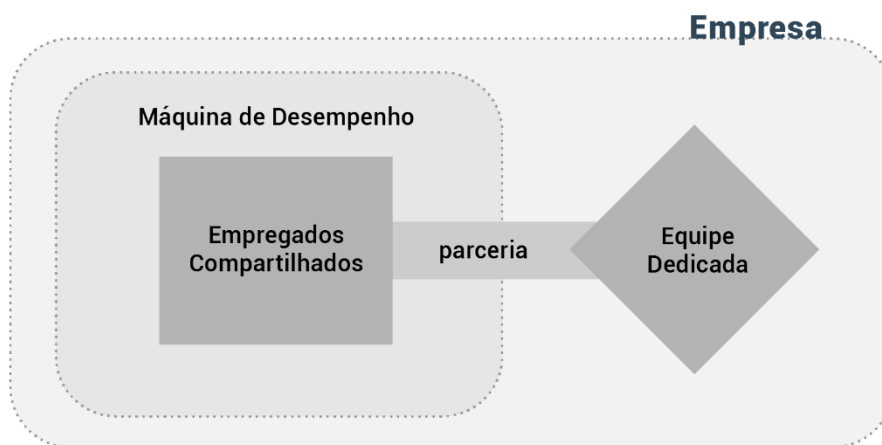 Empresa
Máquina de Desempenho
Empregados
Compartilhados
parceria
Equipe
Dedicada